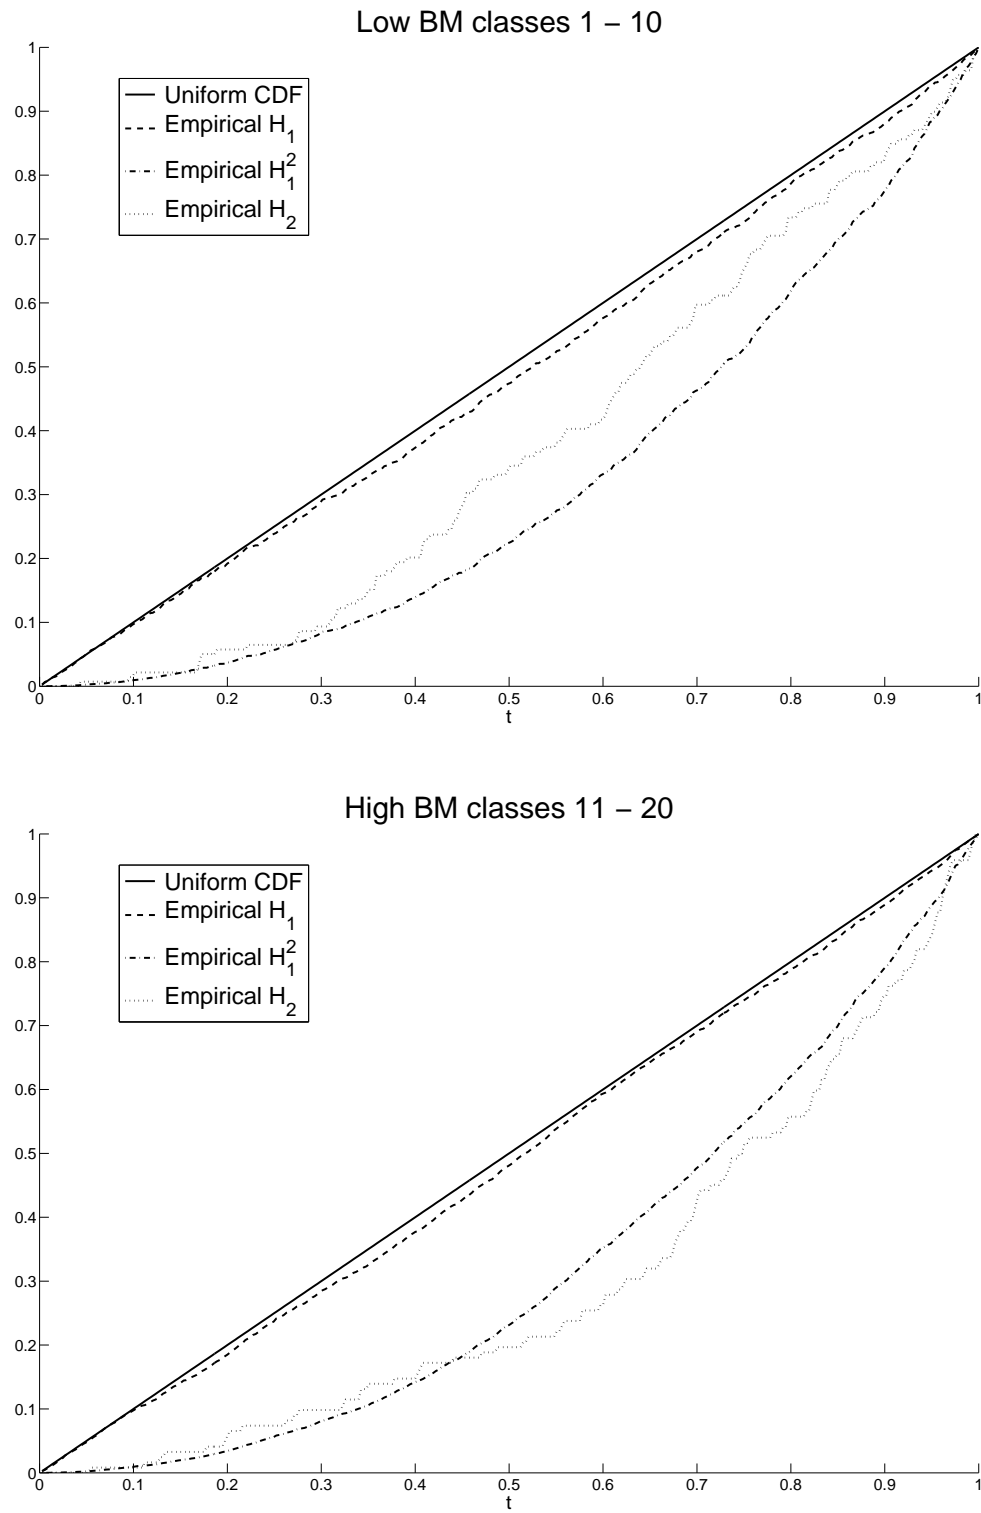 Low BM classes 1 – 10
1
0.9
0.8
0.7
0.6
0.5
0.4
0.3
0.2
0.1
0
Uniform CDF
Empirical H₁
Empirical H₁²
Empirical H₂
0 0.1 0.2 0.3 0.4 0.5 0.6 0.7 0.8 0.9 1
t
High BM classes 11 – 20
1
0.9
0.8
0.7
0.6
0.5
0.4
0.3
0.2
0.1
0
Uniform CDF
Empirical H₁
Empirical H₁²
Empirical H₂
0 0.1 0.2 0.3 0.4 0.5 0.6 0.7 0.8 0.9 1
t